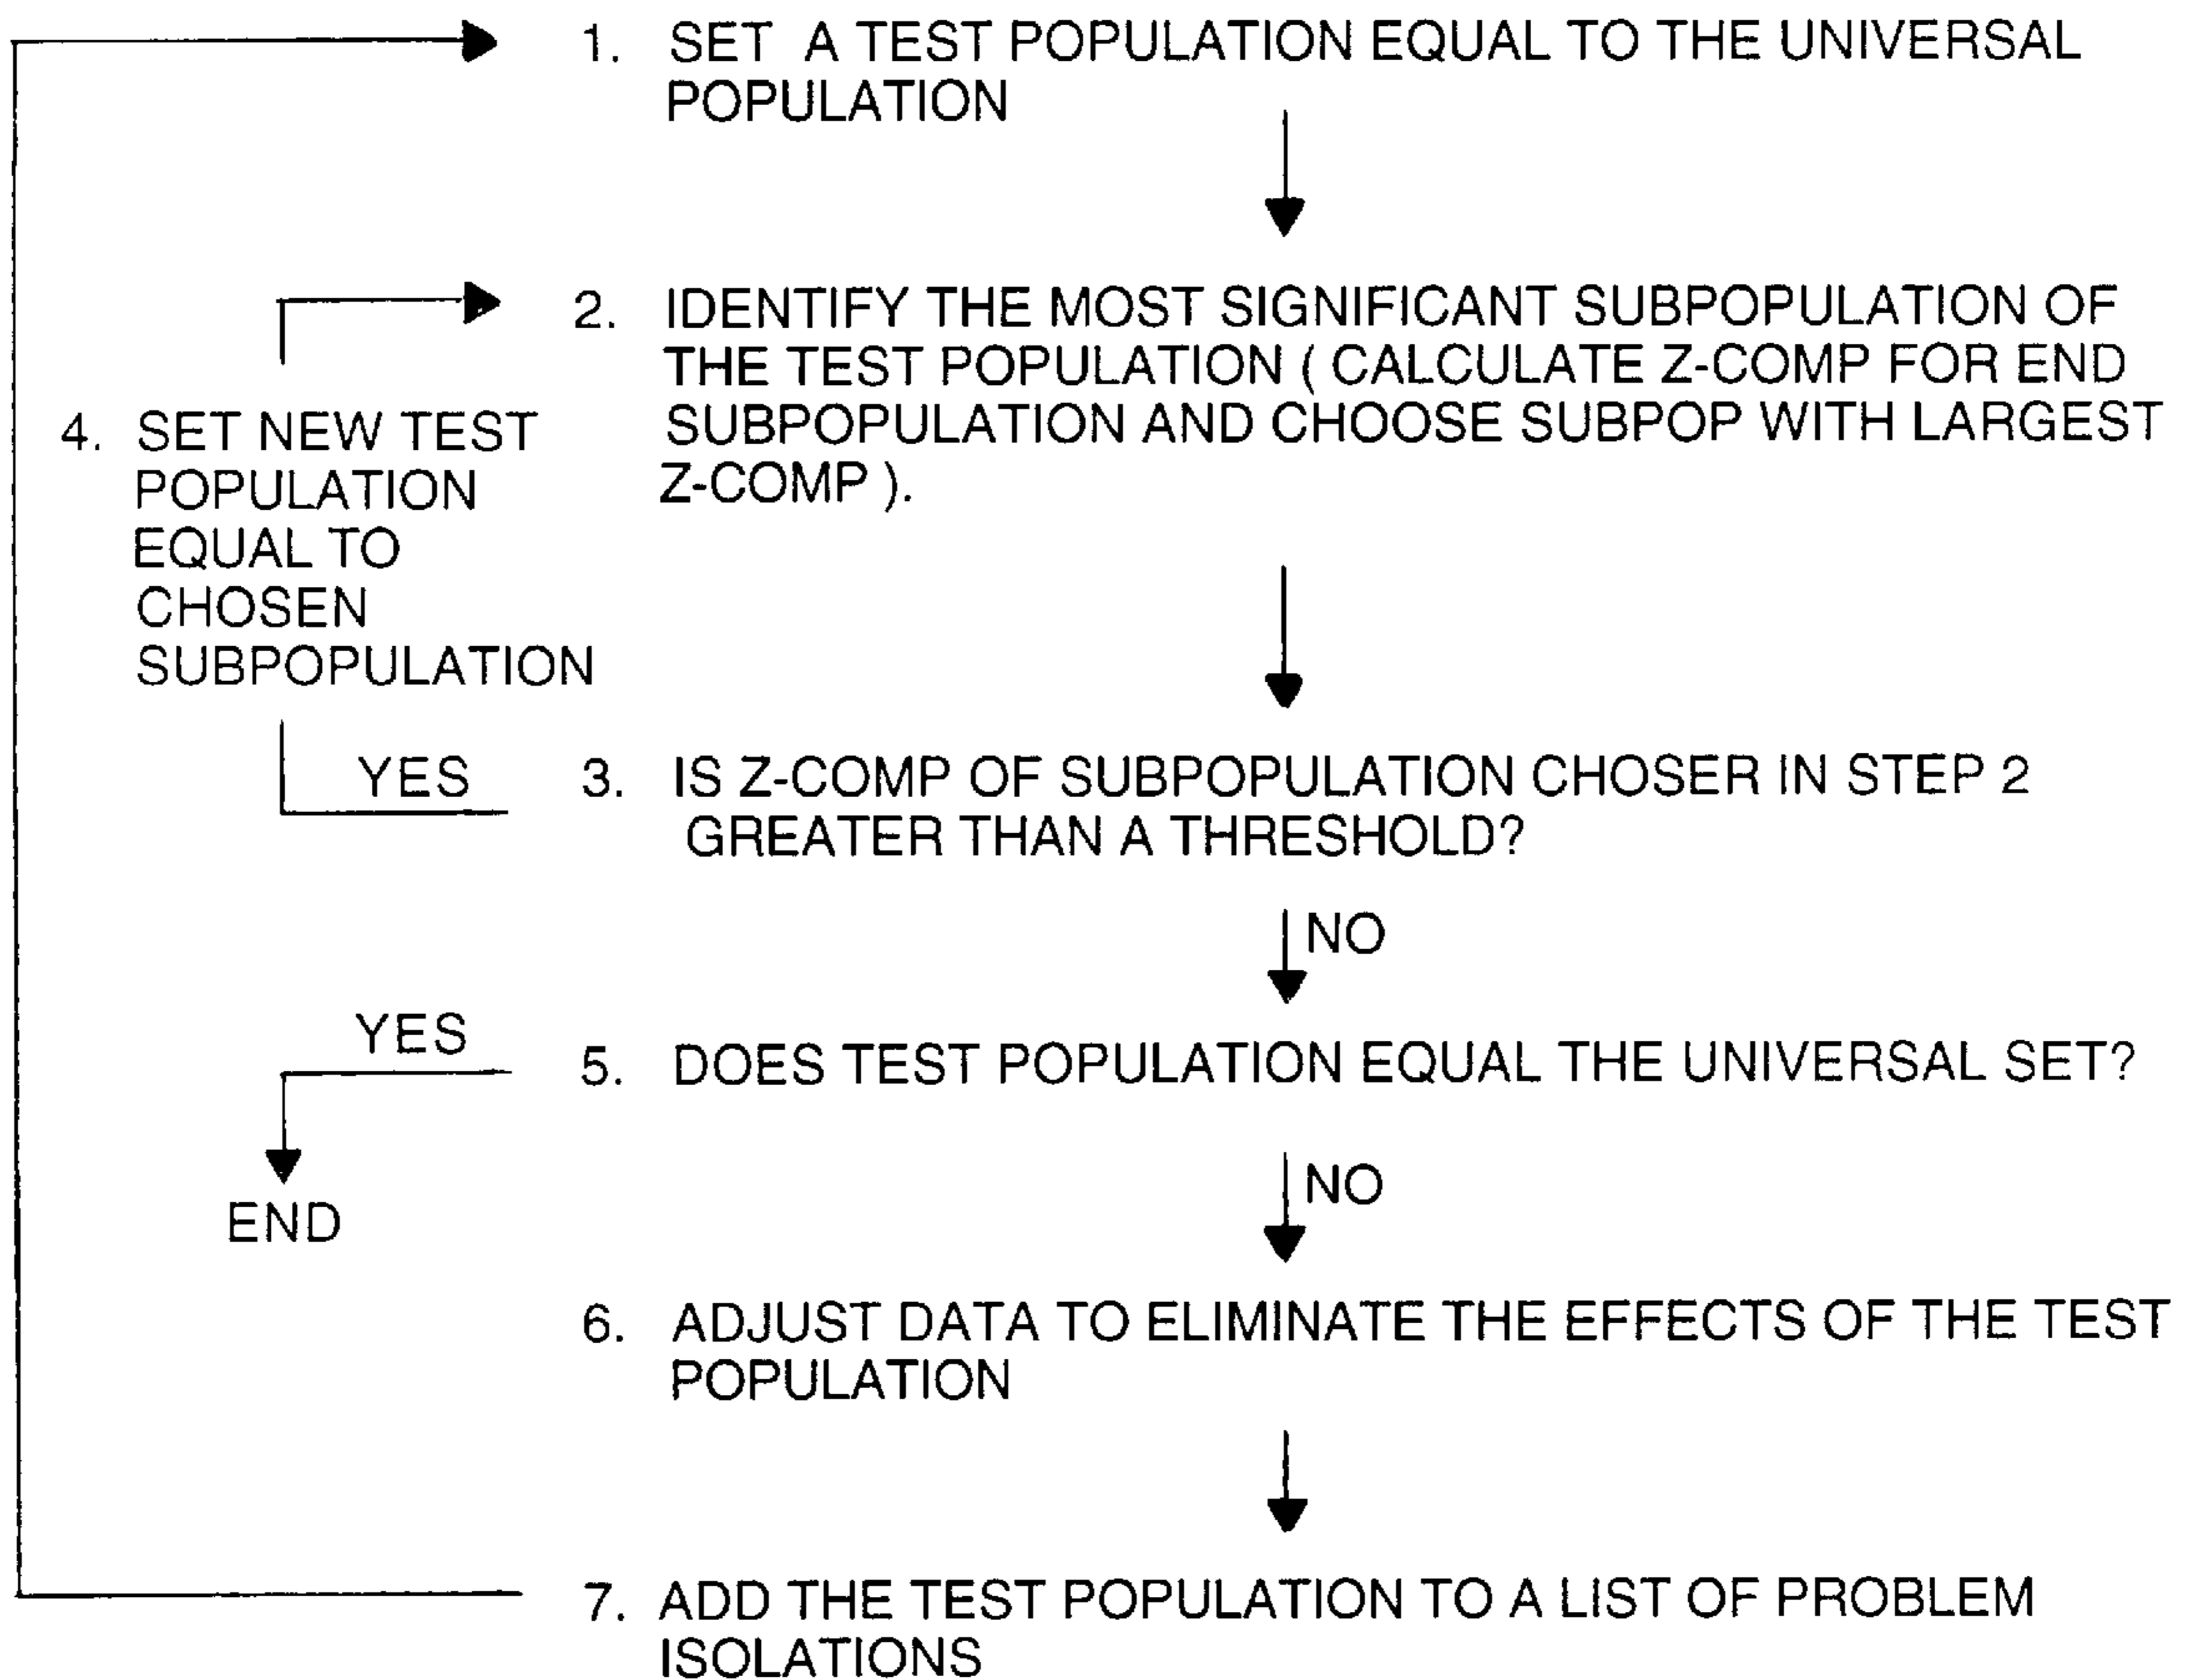 1. SET A TEST POPULATION EQUAL TO THE UNIVERSAL
POPULATION
2. IDENTIFY THE MOST SIGNIFICANT SUBPOPULATION OF
THE TEST POPULATION ( CALCULATE Z-COMP FOR END
SUBPOPULATION AND CHOOSE SUBPOP WITH LARGEST
Z-COMP ).
4. SET NEW TEST
POPULATION
EQUAL TO
CHOSEN
SUBPOPULATION
YES
3. IS Z-COMP OF SUBPOPULATION CHOSER IN STEP 2
GREATER THAN A THRESHOLD?
NO
YES
5. DOES TEST POPULATION EQUAL THE UNIVERSAL SET?
END
NO
6. ADJUST DATA TO ELIMINATE THE EFFECTS OF THE TEST
POPULATION
7. ADD THE TEST POPULATION TO A LIST OF PROBLEM
ISOLATIONS